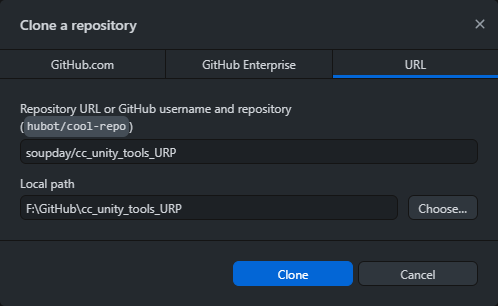 Clone a repository
GitHub.com
GitHub Enterprise
URL
Repository URL or GitHub username and repository
(hubot/cool-repo)
soupday/cc_unity_tools_URP
Local path
F:\GitHub\cc_unity_tools_URP
Choose...
Clone
Cancel